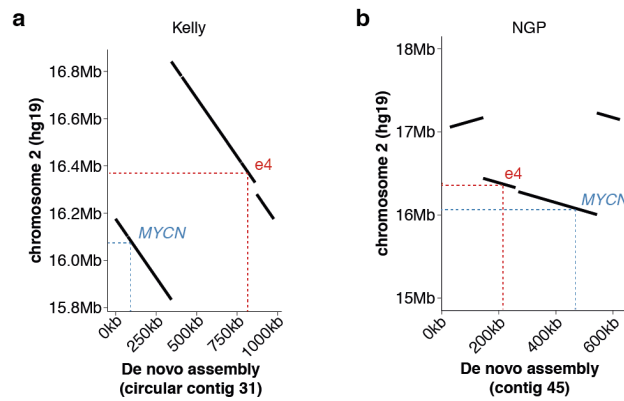 a
Kelly
chromosome 2 (hg19)
16.8Mb
16.6Mb
16.4Mb
16.2Mb
16.0Mb
15.8Mb
e4
MYCN
0kb
250kb
500kb
750kb
1000kb
De novo assembly
(circular contig 31)
b
NGP
chromosome 2 (hg19)
18Mb
17Mb
16Mb
15Mb
e4
MYCN
0kb
200kb
400kb
600kb
De novo assembly
(contig 45)